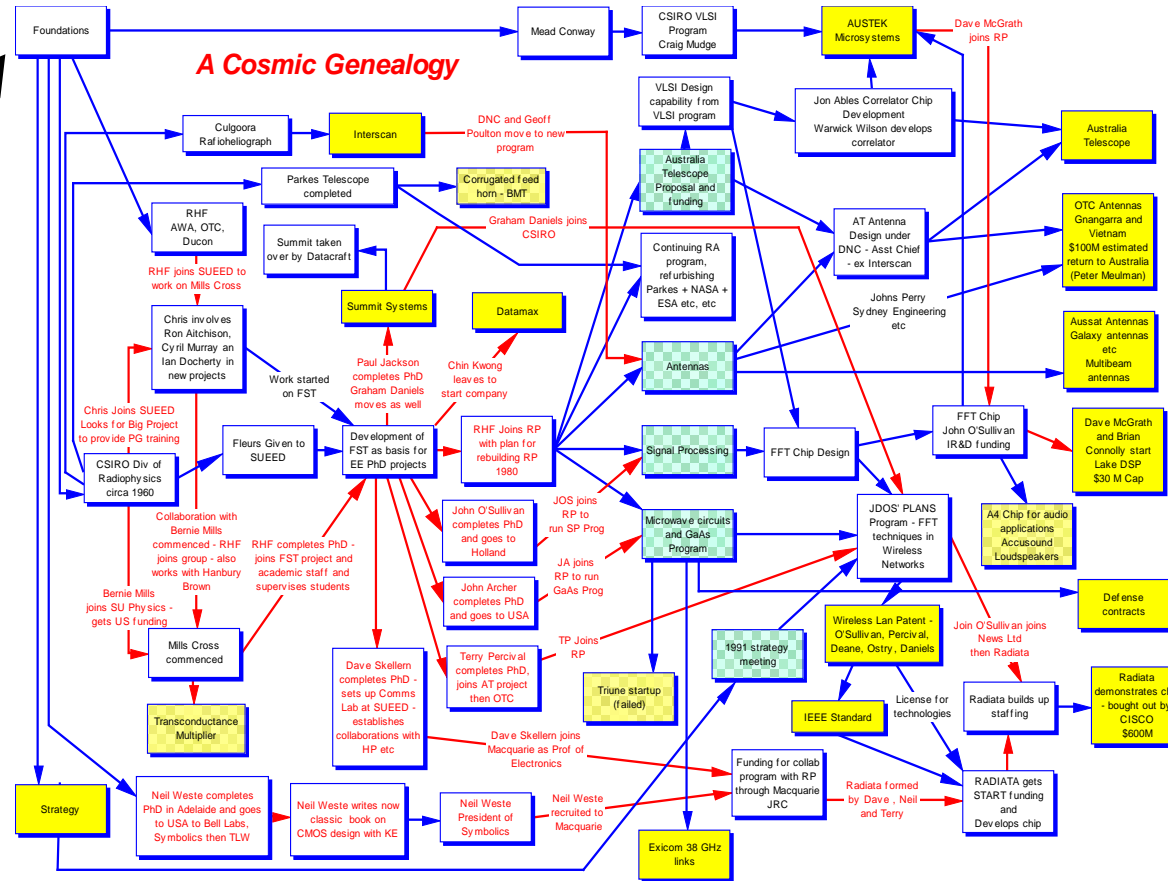 Foundations
Mead Conway
CSIRO VLSI
Program
Craig Mudge
AUSTEK
Microsystems
Dave McGrath
joins RP
A Cosmic Genealogy
VLSI Design
capability from
VLSI program
Jon Ables Correlator Chip
Development
Warwick Wilson develops
correlator
Australia
Telescope
Culgoora
Rafioheliograph
Interscan
DNC and Geoff
Poulton move to new
program
Australia
Telescope
Proposal and
funding
Parkes Telescope
completed
Corrugated feed
horn - BMT
RHF
AWA, OTC,
Ducon
Graham Daniels joins
CSIRO
AT Antenna
Design under
DNC - Asst Chief
- ex Interscan
OTC Antennas
Gnangarra and
Vietnam
$100M estimated
return to Australia
(Peter Meulman)
Summit taken
over by Datacraft
Continuing RA
program,
refurbishing
Parkes + NASA +
ESA etc, etc
RHF joins SUEED to
work on Mills Cross
Summit Systems
Datamax
Johns Perry
Sydney Engineering
etc
Chris involves
Ron Aitchison,
Cyril Murray an
Ian Docherty in
new projects
Aussat Antennas
Galaxy antennas
etc
Multibeam
antennas
Paul Jackson
completes PhD
Graham Daniels
moves as well
Chin Kwong
leaves to
start company
Antennas
Work started
on FST
Chris Joins SUEED
Looks for Big Project
to provide PG training
Fleurs Given to
SUEED
Development of
FST as basis for
EE PhD projects
RHF Joins RP
with plan for
rebuilding RP
1980
Signal Processing
FFT Chip Design
FFT Chip
John O'Sullivan
IR&D funding
Dave McGrath
and Brian
Connolly start
Lake DSP
$30 M Cap
CSIRO Div of
Radiophysics
circa 1960
John O'Sullivan
completes PhD
and goes to
Holland
JOS joins
RP to
run SP Prog
Microwave circuits
and GaAs
Program
JDOS' PLANS
Program - FFT
techniques in
Wireless
Networks
A4 Chip for audio
applications
Accusound
Loudspeakers
Collaboration with
Bernie Mills
commenced - RHF
joins group - also
works with Hanbury
Brown
RHF completes PhD -
joins FST project and
academic staff and
supervises students
John Archer
completes PhD
and goes to USA
JA joins
RP to run
GaAs Prog
Defense
contracts
Bernie Mills
joins SU Physics -
gets US funding
Mills Cross
commenced
Dave Skellern
completes PhD -
sets up Comms
Lab at SUEED -
establishes
collaborations with
HP etc
Terry Percival
completes PhD,
joins AT project
then OTC
TP Joins
RP
1991 strategy
meeting
Wireless Lan Patent -
O'Sullivan, Percival,
Deane, Ostry, Daniels
Join O'Sullivan joins
News Ltd
then Radiata
Triune startup
(failed)
Transconductance
Multiplier
IEEE Standard
License for
technologies
Radiata builds up
staffing
Radiata
demonstrates c
- bought out by
CISCO
$600M
Dave Skellern joins
Macquarie as Prof of
Electronics
Funding for collab
program with RP
through Macquarie
JRC
Radiata formed
by Dave , Neil
and Terry
RADIATA gets
START funding
and
Develops chip
Strategy
Neil Weste completes
PhD in Adelaide and goes
to USA to Bell Labs,
Symbolics then TLW
Neil Weste writes now
classic book on
CMOS design with KE
Neil Weste
President of
Symbolics
Neil Weste
recruited to
Macquarie
Exicom 38 GHz
links